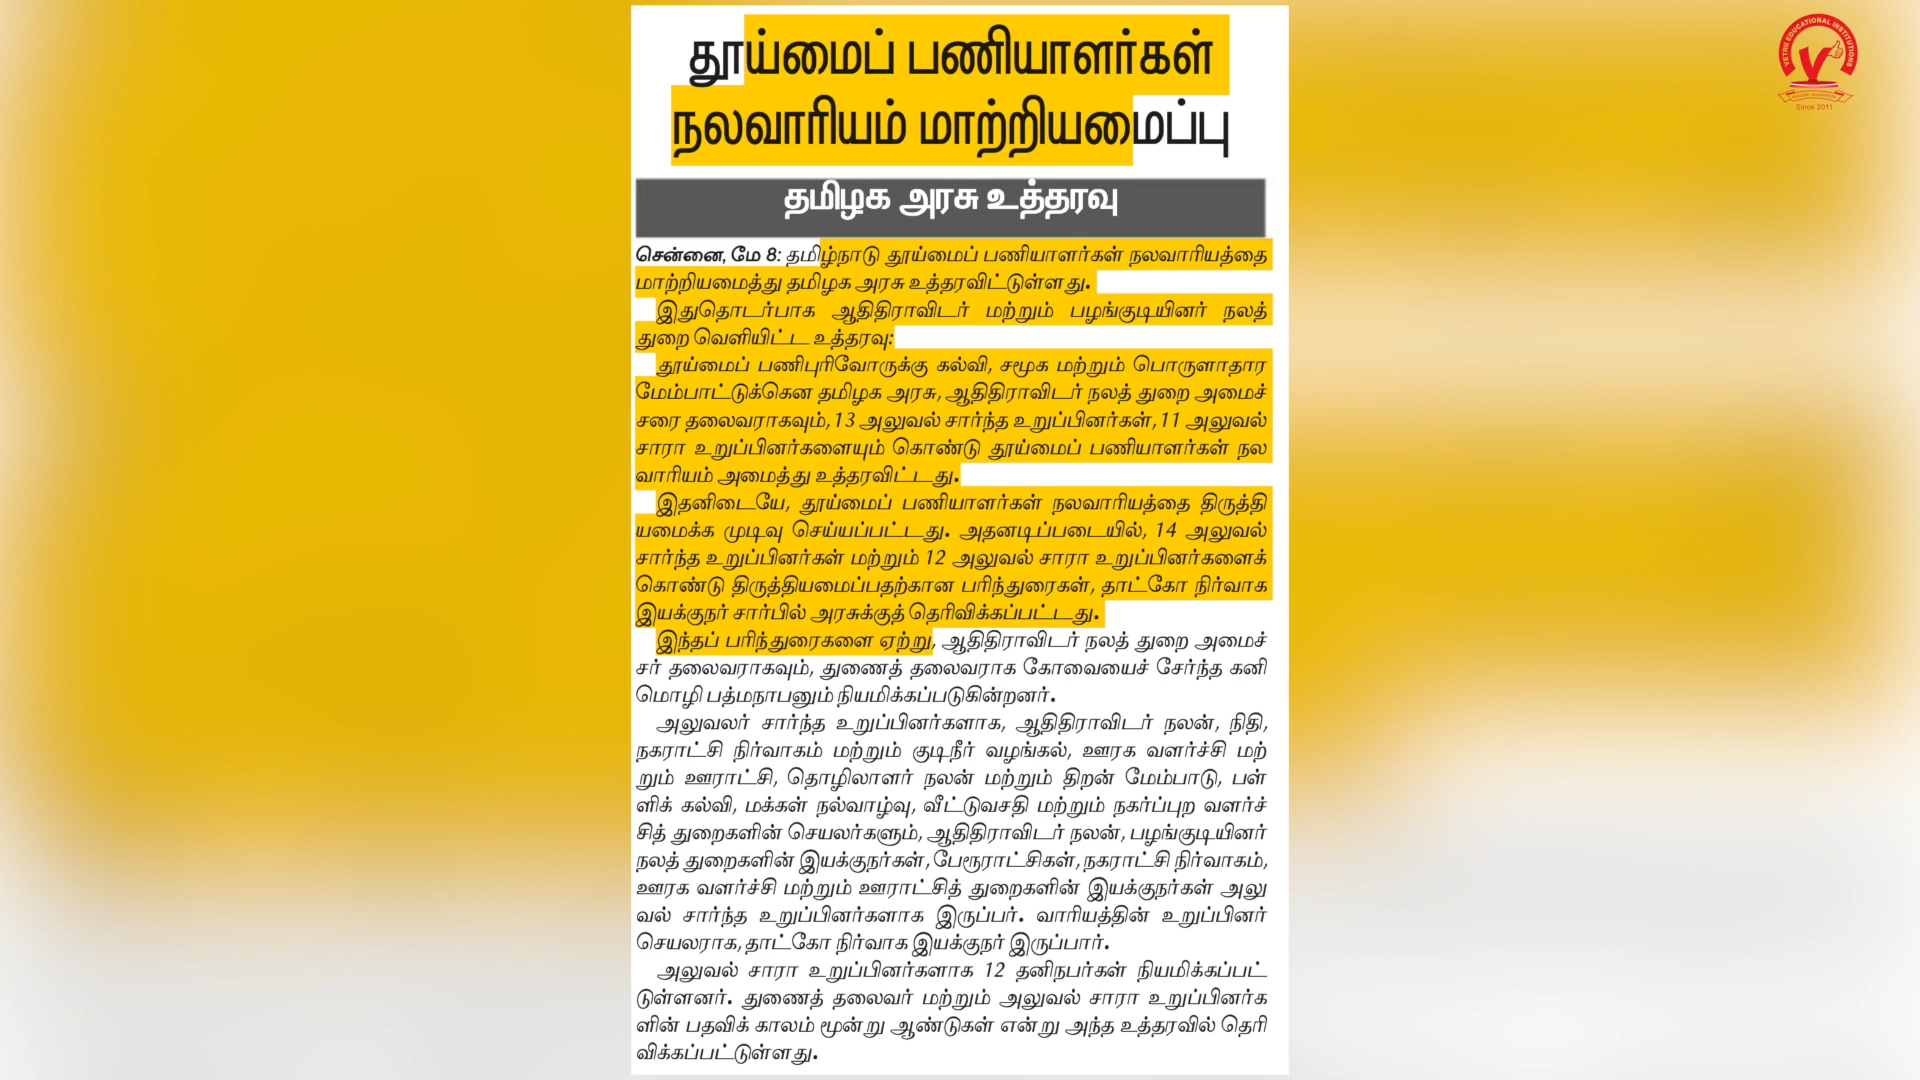 தூய்மைப் பணியாளர்கள்
நலவாரியம் மாற்றியமைப்பு
தமிழக அரசு உத்தரவு
சென்னை, மே 8: தமிழ்நாடு தூய்மைப் பணியாளர்கள் நலவாரியத்தை
மாற்றியமைத்து தமிழக அரசு உத்தரவிட்டுள்ளது.
இதுதொடர்பாக ஆதிதிராவிடர் மற்றும் பழங்குடியினர் நலத்
துறை வெளியிட்ட உத்தரவு:
தூய்மைப் பணிபுரிவோருக்கு கல்வி, சமூக மற்றும் பொருளாதார
மேம்பாட்டுக்கென தமிழக அரசு, ஆதிதிராவிடர் நலத் துறை அமைச்
சரை தலைவராகவும், 13 அலுவல் சார்ந்த உறுப்பினர்கள், 11 அலுவல்
சாரா உறுப்பினர்களையும் கொண்டு தூய்மைப் பணியாளர்கள் நல
வாரியம் அமைத்து உத்தரவிட்டது.
இதனிடையே, தூய்மைப் பணியாளர்கள் நலவாரியத்தை திருத்தி
யமைக்க முடிவு செய்யப்பட்டது. அதனடிப்படையில், 14 அலுவல்
சார்ந்த உறுப்பினர்கள் மற்றும் 12 அலுவல் சாரா உறுப்பினர்களைக்
கொண்டு திருத்தியமைப்பதற்கான பரிந்துரைகள், தாட்கோ நிர்வாக
இயக்குநர் சார்பில் அரசுக்குத் தெரிவிக்கப்பட்டது.
இந்தப் பரிந்துரைகளை ஏற்று, ஆதிதிராவிடர் நலத் துறை அமைச்
சர் தலைவராகவும், துணைத் தலைவராக கோவையைச் சேர்ந்த கனி
மொழி பத்மநாபனும் நியமிக்கப்படுகின்றனர்.
அலுவலர் சார்ந்த உறுப்பினர்களாக, ஆதிதிராவிடர் நலன், நிதி,
நகராட்சி நிர்வாகம் மற்றும் குடிநீர் வழங்கல், ஊரக வளர்ச்சி மற்
றும் ஊராட்சி, தொழிலாளர் நலன் மற்றும் திறன் மேம்பாடு, பள்
ளிக் கல்வி, மக்கள் நல்வாழ்வு, வீட்டுவசதி மற்றும் நகர்ப்புற வளர்ச்
சித் துறைகளின் செயலர்களும், ஆதிதிராவிடர் நலன், பழங்குடியினர்
நலத் துறைகளின் இயக்குநர்கள், பேரூராட்சிகள், நகராட்சி நிர்வாகம்,
ஊரக வளர்ச்சி மற்றும் ஊராட்சித் துறைகளின் இயக்குநர்கள் அலு
வல் சார்ந்த உறுப்பினர்களாக இருப்பர். வாரியத்தின் உறுப்பினர்
செயலராக, தாட்கோ நிர்வாக இயக்குநர் இருப்பார்.
அலுவல் சாரா உறுப்பினர்களாக 12 தனிநபர்கள் நியமிக்கப்பட்
டுள்ளனர். துணைத் தலைவர் மற்றும் அலுவல் சாரா உறுப்பினர்க
ளின் பதவிக் காலம் மூன்று ஆண்டுகள் என்று அந்த உத்தரவில் தெரி
விக்கப்பட்டுள்ளது.
VETRII EDUCATIONAL INSTITUTIONS
Since 2011